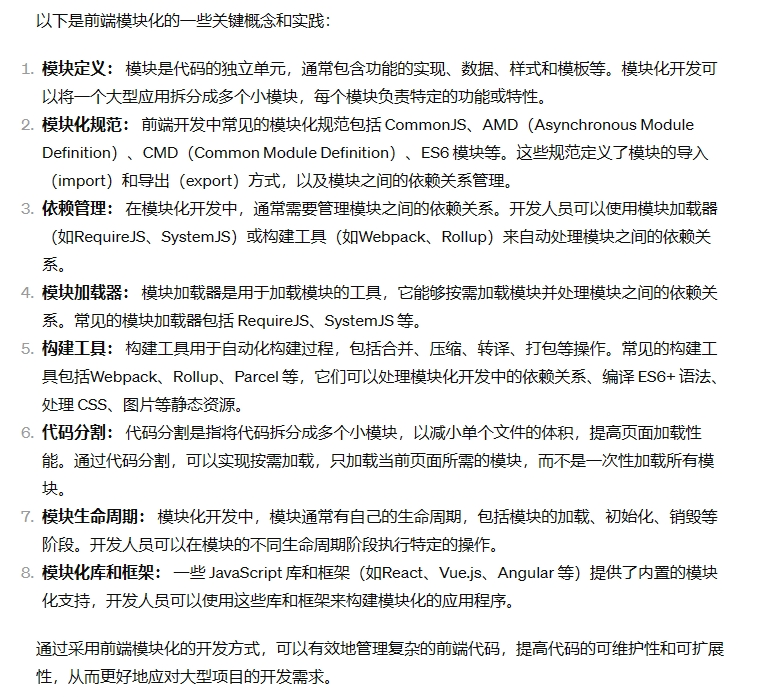 以下是前端模块化的一些关键概念和实践：
1. 模块定义： 模块是代码的独立单元，通常包含功能的实现、数据、样式和模板等。模块化开发可
以将一个大型应用拆分成多个小模块，每个模块负责特定的功能或特性。
2. 模块化规范： 前端开发中常见的模块化规范包括 CommonJS、AMD（Asynchronous Module
Definition）、CMD（Common Module Definition）、ES6 模块等。这些规范定义了模块的导入
（import）和导出（export）方式，以及模块之间的依赖关系管理。
3. 依赖管理： 在模块化开发中，通常需要管理模块之间的依赖关系。开发人员可以使用模块加载器
（如RequireJS、SystemJS）或构建工具（如Webpack、Rollup）来自动处理模块之间的依赖关
系。
4. 模块加载器： 模块加载器是用于加载模块的工具，它能够按需加载模块并处理模块之间的依赖关
系。常见的模块加载器包括 RequireJS、SystemJS 等。
5. 构建工具： 构建工具用于自动化构建过程，包括合并、压缩、转译、打包等操作。常见的构建工
具包括Webpack、Rollup、Parcel 等，它们可以处理模块化开发中的依赖关系、编译 ES6+ 语法、
处理 CSS、图片等静态资源。
6. 代码分割： 代码分割是指将代码拆分成多个小模块，以减小单个文件的体积，提高页面加载性
能。通过代码分割，可以实现按需加载，只加载当前页面所需的模块，而不是一次性加载所有模
块。
7. 模块生命周期： 模块化开发中，模块通常有自己的生命周期，包括模块的加载、初始化、销毁等
阶段。开发人员可以在模块的不同生命周期阶段执行特定的操作。
8. 模块化库和框架： 一些 JavaScript 库和框架（如React、Vue.js、Angular 等）提供了内置的模块
化支持，开发人员可以使用这些库和框架来构建模块化的应用程序。
通过采用前端模块化的开发方式，可以有效地管理复杂的前端代码，提高代码的可维护性和可扩展
性，从而更好地应对大型项目的开发需求。